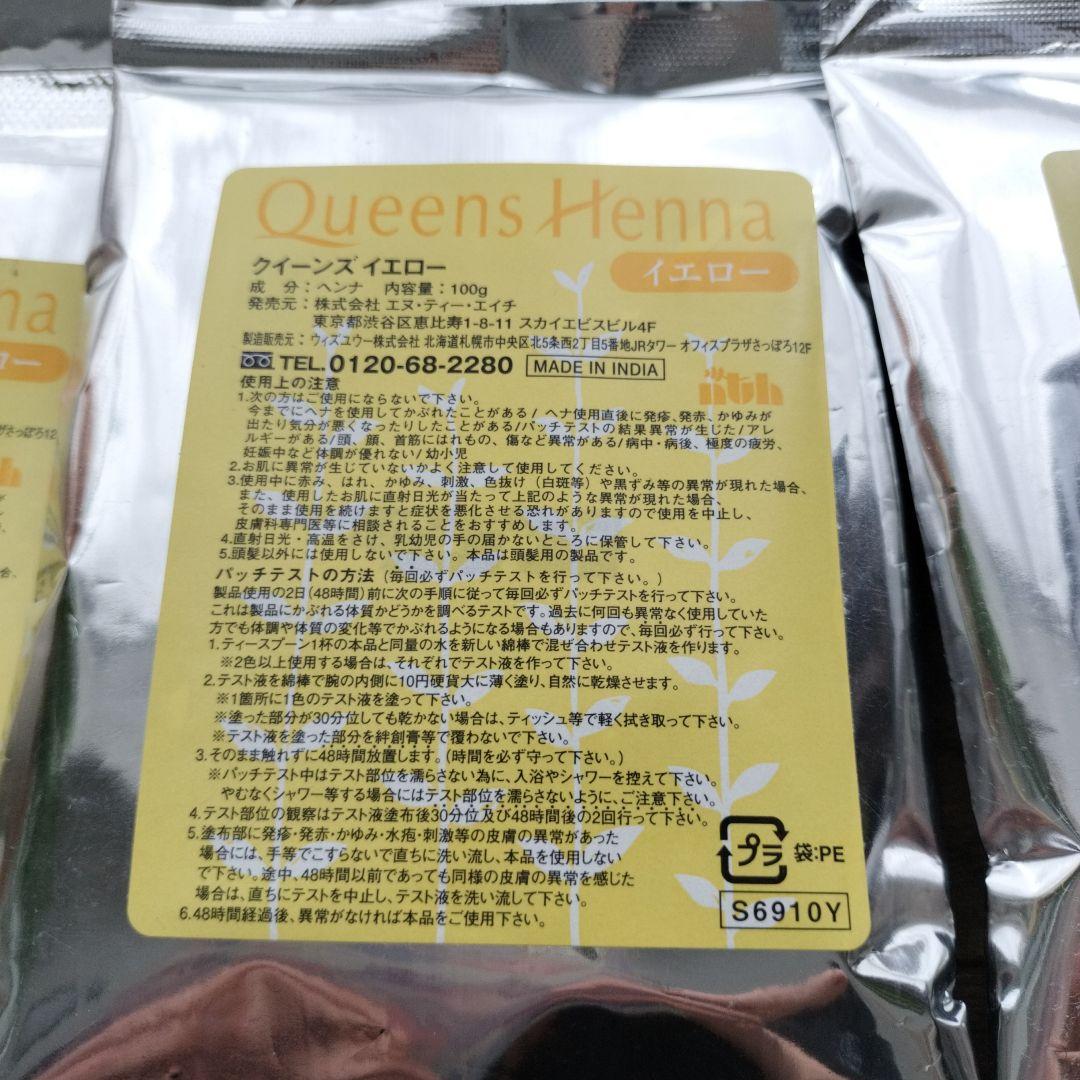 Queens Henna
イエロー
クイーンズ イエロー
成 分：ヘンナ 内容量：100g
発売元：株式会社 エヌ・ティー・エイチ
東京都渋谷区恵比寿1-8-11 スカイエビスビル4F
製造販売元：ウィズユウー株式会社 北海道札幌市中央区北5条西2丁目5番地JRタワー オフィスプラザさっぽろ12F
TEL.0120-68-2280 MADE IN INDIA
nth
使用上の注意
1.次の方はご使用にならないで下さい。
今までにヘナを使用してかぶれたことがある/ヘナ使用直後に発疹、発赤、かゆみが
出たり気分が悪くなったりしたことがある/パッチテストの結果異常が生じた/アレ
ルギーがある/頭、顔、首筋にはれもの、傷など異常がある/病中・病後、極度の疲労、
妊娠中など体調が優れない/幼小児
2.お肌に異常が生じていないかよく注意して使用してください。
3.使用中に赤み、はれ、かゆみ、刺激、色抜け（白斑等）や黒ずみ等の異常が現れた場合、
また、使用したお肌に直射日光が当たって上記のような異常が現れた場合、
そのまま使用を続けますと症状を悪化させる恐れがありますので使用を中止し、
皮膚科専門医等に相談されることをおすすめします。
4.直射日光・高温をさけ、乳幼児の手の届かないところに保管して下さい。
5.頭髪以外には使用しないで下さい。本品は頭髪用の製品です。
パッチテストの方法（毎回必ずパッチテストを行って下さい。）
製品使用の2日（48時間）前に次の手順に従って毎回必ずパッチテストを行って下さい。
これは製品にかぶれる体質かどうかを調べるテストです。過去に何回も異常なく使用していた
方でも体調や体質の変化等でかぶれるようになる場合もありますので、毎回必ず行って下さい。
1.ティースプーン1杯の本品と同量の水を新しい綿棒で混ぜ合わせテスト液を作ります。
※2色以上使用する場合は、それぞれでテスト液を作って下さい。
2.テスト液を綿棒で腕の内側に10円硬貨大に薄く塗り、自然に乾燥させます。
※1箇所に1色のテスト液を塗って下さい。
※塗った部分が30分位しても乾かない場合は、ティッシュ等で軽く拭き取って下さい。
※テスト液を塗った部分を絆創膏等で覆わないで下さい。
3.そのまま触れずに48時間放置します。（時間を必ず守って下さい。）
※パッチテスト中はテスト部位を濡らさない為に、入浴やシャワーを控えて下さい。
やむなくシャワー等する場合にはテスト部位を濡らさないように、ご注意下さい。
4.テスト部位の観察はテスト液塗布後30分位及び48時間後の2回行って下さい。
5.塗布部に発疹・発赤・かゆみ・水疱・刺激等の皮膚の異常があった
場合には、手等でこすらないで直ちに洗い流し、本品を使用しない
で下さい。途中、48時間以前であっても同様の皮膚の異常を感じた
場合は、直ちにテストを中止し、テスト液を洗い流して下さい。
6.48時間経過後、異常がなければ本品をご使用下さい。
プラ 袋:PE
S6910Y
na
ロー
ザさっぽろ12
nth
合、